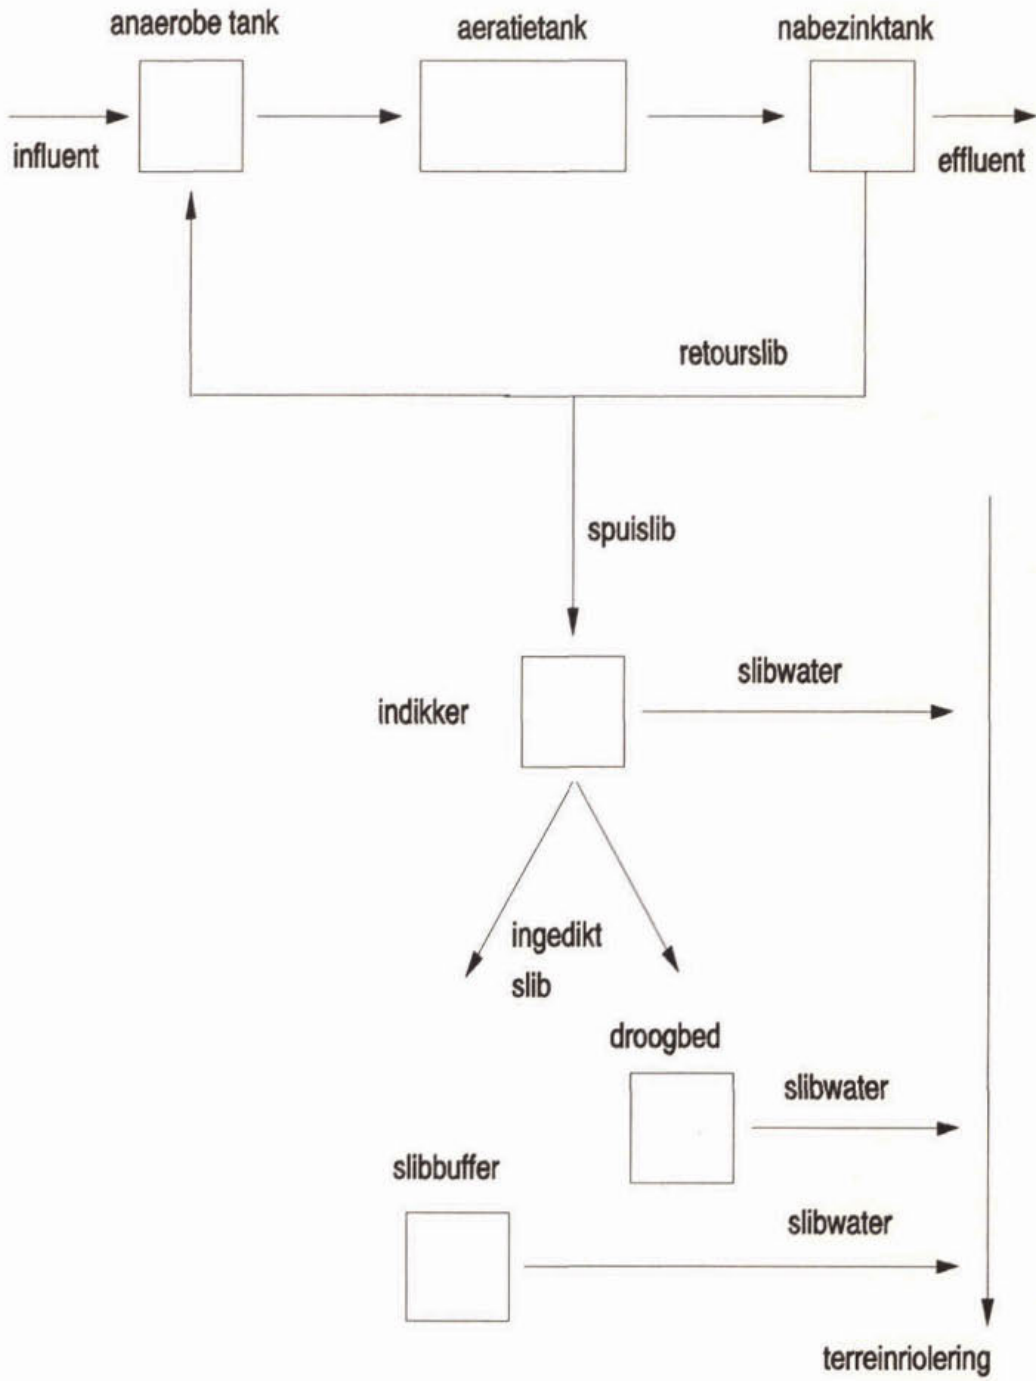 anaerobe tank
aeratietank
nabezinktank
influent
effluent
retourslib
spuislib
slibwater
indikker
ingedikt
slib
droogbed
slibwater
slibbuffer
slibwater
terreinriolering